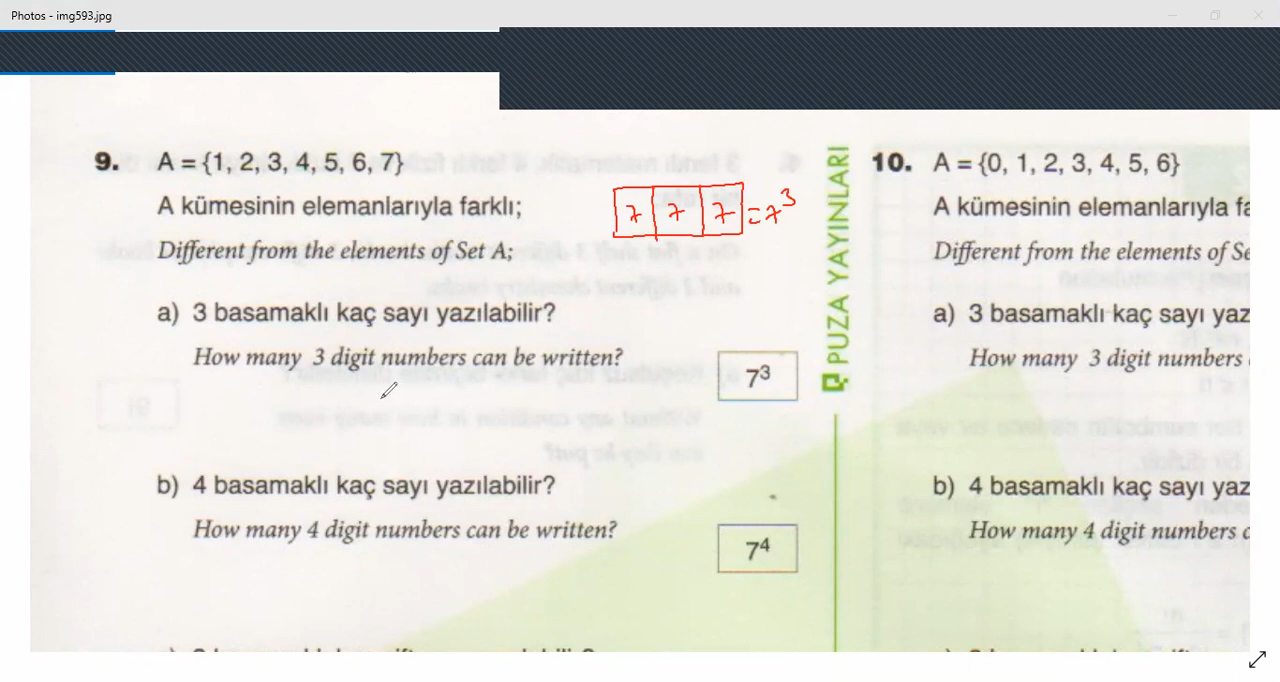 Photos - img593.jpg
9. A = {1, 2, 3, 4, 5, 6, 7}
A kümesinin elemanlarıyla farklı;
Different from the elements of Set A;
7 7 7 = 7³
a) 3 basamaklı kaç sayı yazılabilir?
How many 3 digit numbers can be written?
7³
b) 4 basamaklı kaç sayı yazılabilir?
How many 4 digit numbers can be written?
7⁴
PUZA YAYINLARI
10. A = {0, 1, 2, 3, 4, 5, 6}
A kümesinin elemanlarıyla fa
Different from the elements of Se
a) 3 basamaklı kaç sayı yaz
How many 3 digit numbers
b) 4 basamaklı kaç sayı yaz
How many 4 digit numbers c